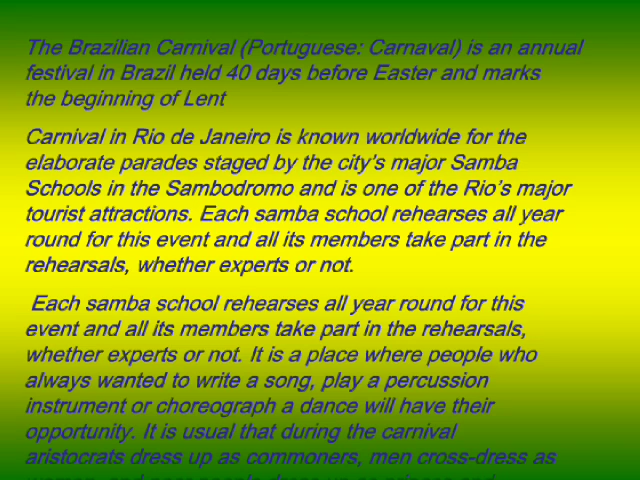 The Brazilian Carnival (Portuguese: Carnaval) is an annual
festival in Brazil held 40 days before Easter and marks
the beginning of Lent
Carnival in Rio de Janeiro is known worldwide for the
elaborate parades staged by the city's major Samba
Schools in the Sambodromo and is one of the Rio’s major
tourist attractions. Each samba school rehearses all year
round for this event and all its members take part in the
rehearsals, whether experts or not.
Each samba school rehearses all year round for this
event and all its members take part in the rehearsals,
whether experts or not. It is a place where people who
always wanted to write a song, play a percussion
instrument or choreograph a dance will have their
opportunity. It is usual that during the carnival
aristocrats dress up as commoners, men cross-dress as